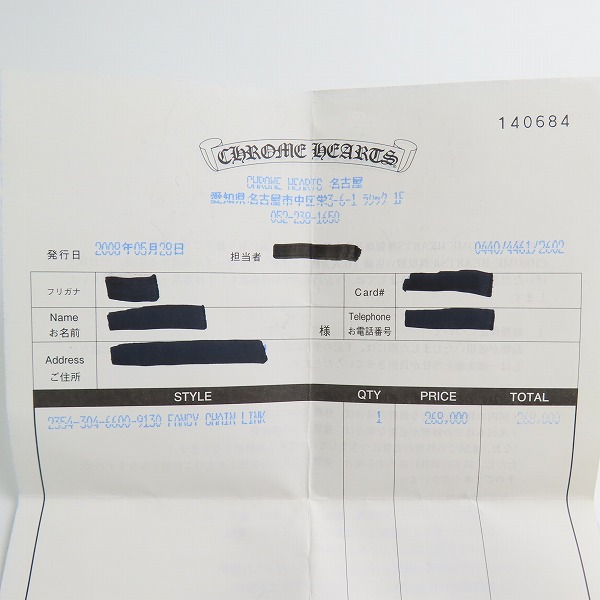 140684
CHROME HEARTS
CHROME HEARTS 名古屋
愛知県名古屋市中区栄3-6-1 ラシック 1F
052-238-1650
発行日 2008年05月29日 担当者 0440/4461/2602
フリガナ Card#
Name お名前 様 Telephone お電話番号
Address ご住所
STYLE QTY PRICE TOTAL
2354-304-6600-9130 FANCY CHAIN LINK 1 268,000 268,000